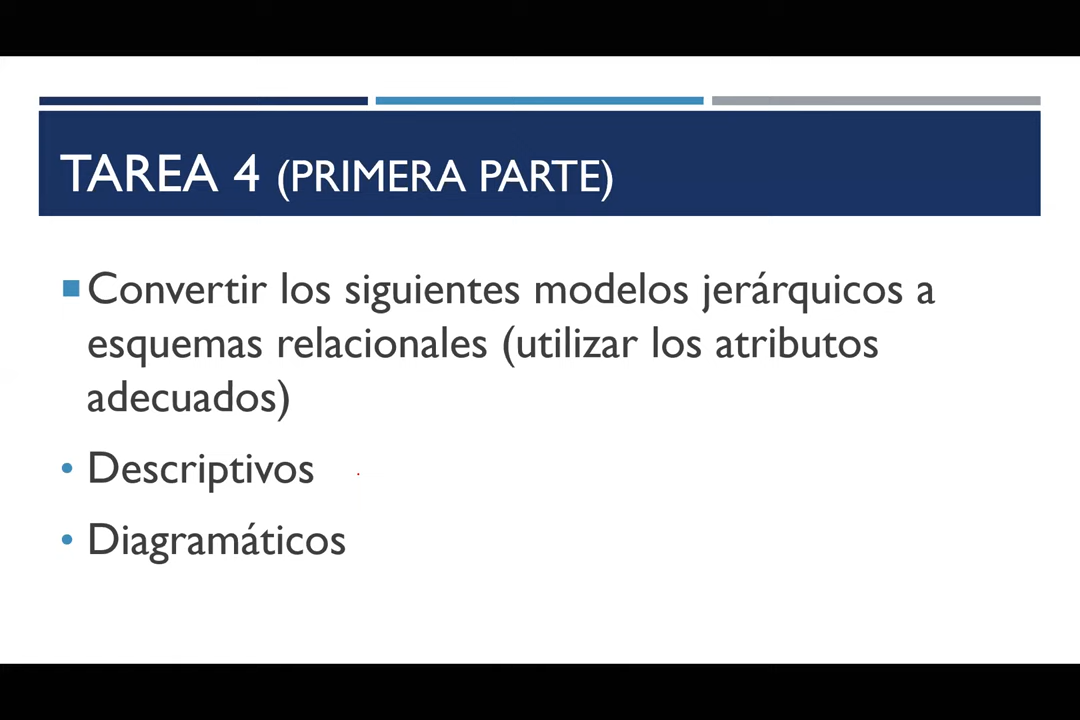 TAREA 4 (PRIMERA PARTE)
Convertir los siguientes modelos jerárquicos a
esquemas relacionales (utilizar los atributos
adecuados)
Descriptivos
Diagramáticos